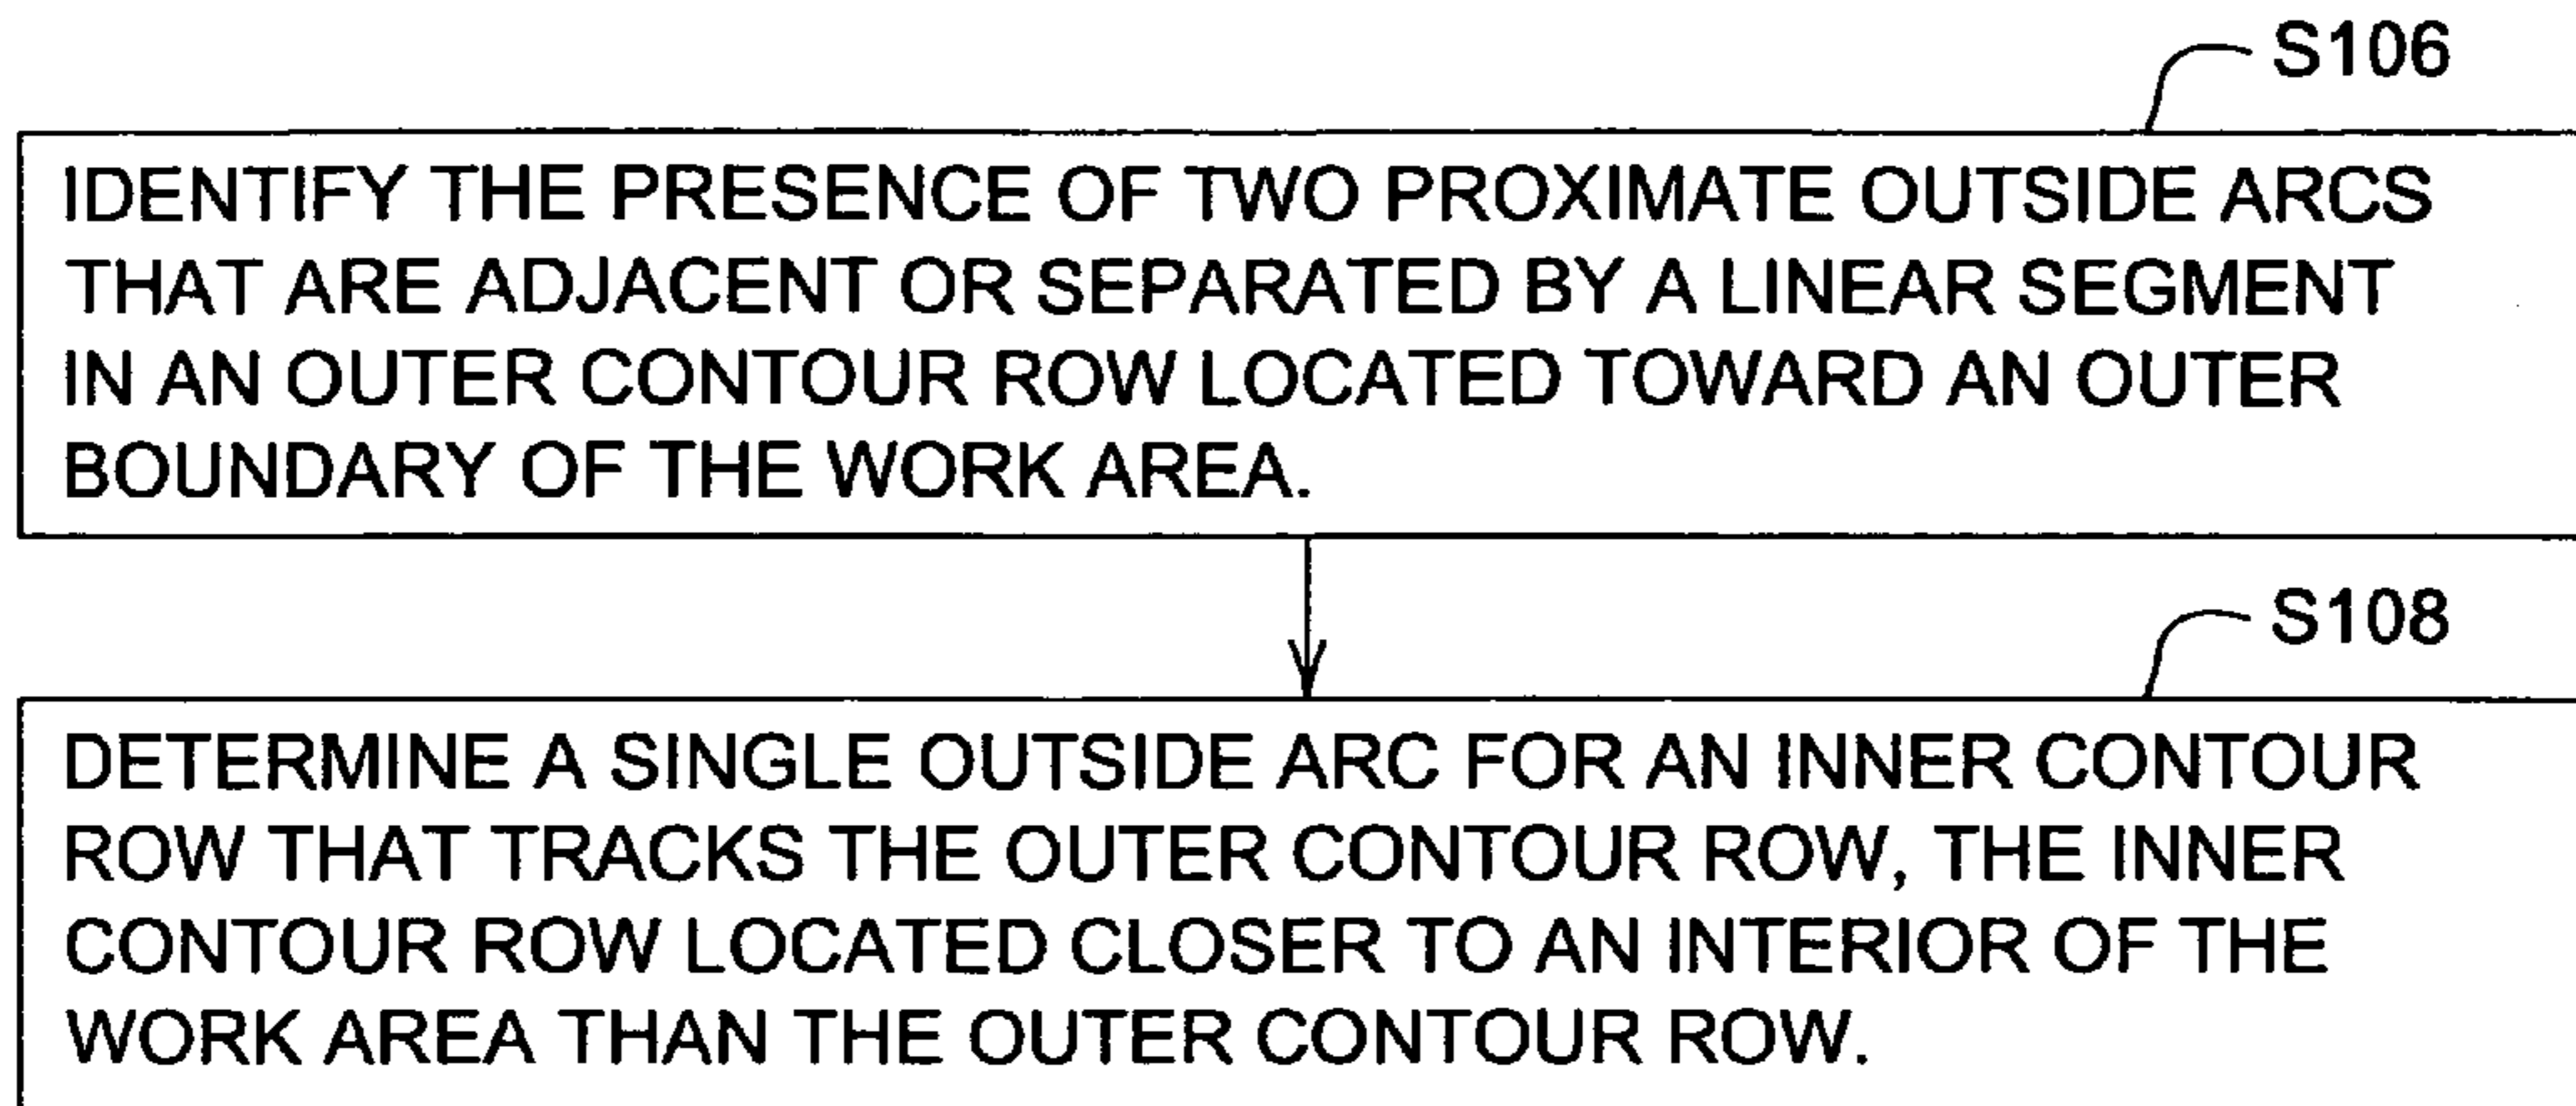 S106
IDENTIFY THE PRESENCE OF TWO PROXIMATE OUTSIDE ARCS
THAT ARE ADJACENT OR SEPARATED BY A LINEAR SEGMENT
IN AN OUTER CONTOUR ROW LOCATED TOWARD AN OUTER
BOUNDARY OF THE WORK AREA.
S108
DETERMINE A SINGLE OUTSIDE ARC FOR AN INNER CONTOUR
ROW THAT TRACKS THE OUTER CONTOUR ROW, THE INNER
CONTOUR ROW LOCATED CLOSER TO AN INTERIOR OF THE
WORK AREA THAN THE OUTER CONTOUR ROW.